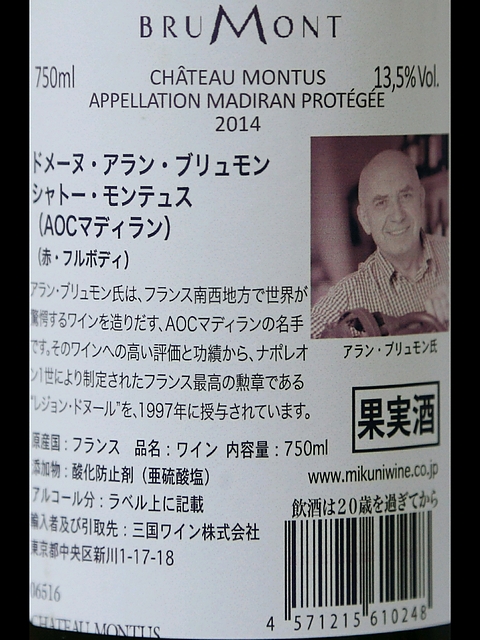 BRUMONT
750ml
CHÂTEAU MONTUS
13,5%Vol.
APPELLATION MADIRAN PROTÉGÉE
2014
ドメーヌ・アラン・ブリュモン
シャトー・モンテュス
(AOCマディラン)
(赤・フルボディ)
アラン・ブリュモン氏は、フランス南西地方で世界が
驚愕するワインを造りだす、AOCマディランの名手
です。そのワインへの高い評価と功績から、ナポレオ
ン1世により制定されたフランス最高の勲章である
"レジョン・ドヌール"を、1997年に授与されています。
アラン・ブリュモン氏
果実酒
原産国：フランス 品名：ワイン 内容量：750ml
添加物：酸化防止剤（亜硫酸塩）
www.mikuniwine.co.jp
アルコール分：ラベル上に記載
飲酒は20歳を過ぎてから
輸入者及び引取先：三国ワイン株式会社
東京都中央区新川1-17-18
06516
CHÂTEAU MONTUS
4 571215 610248